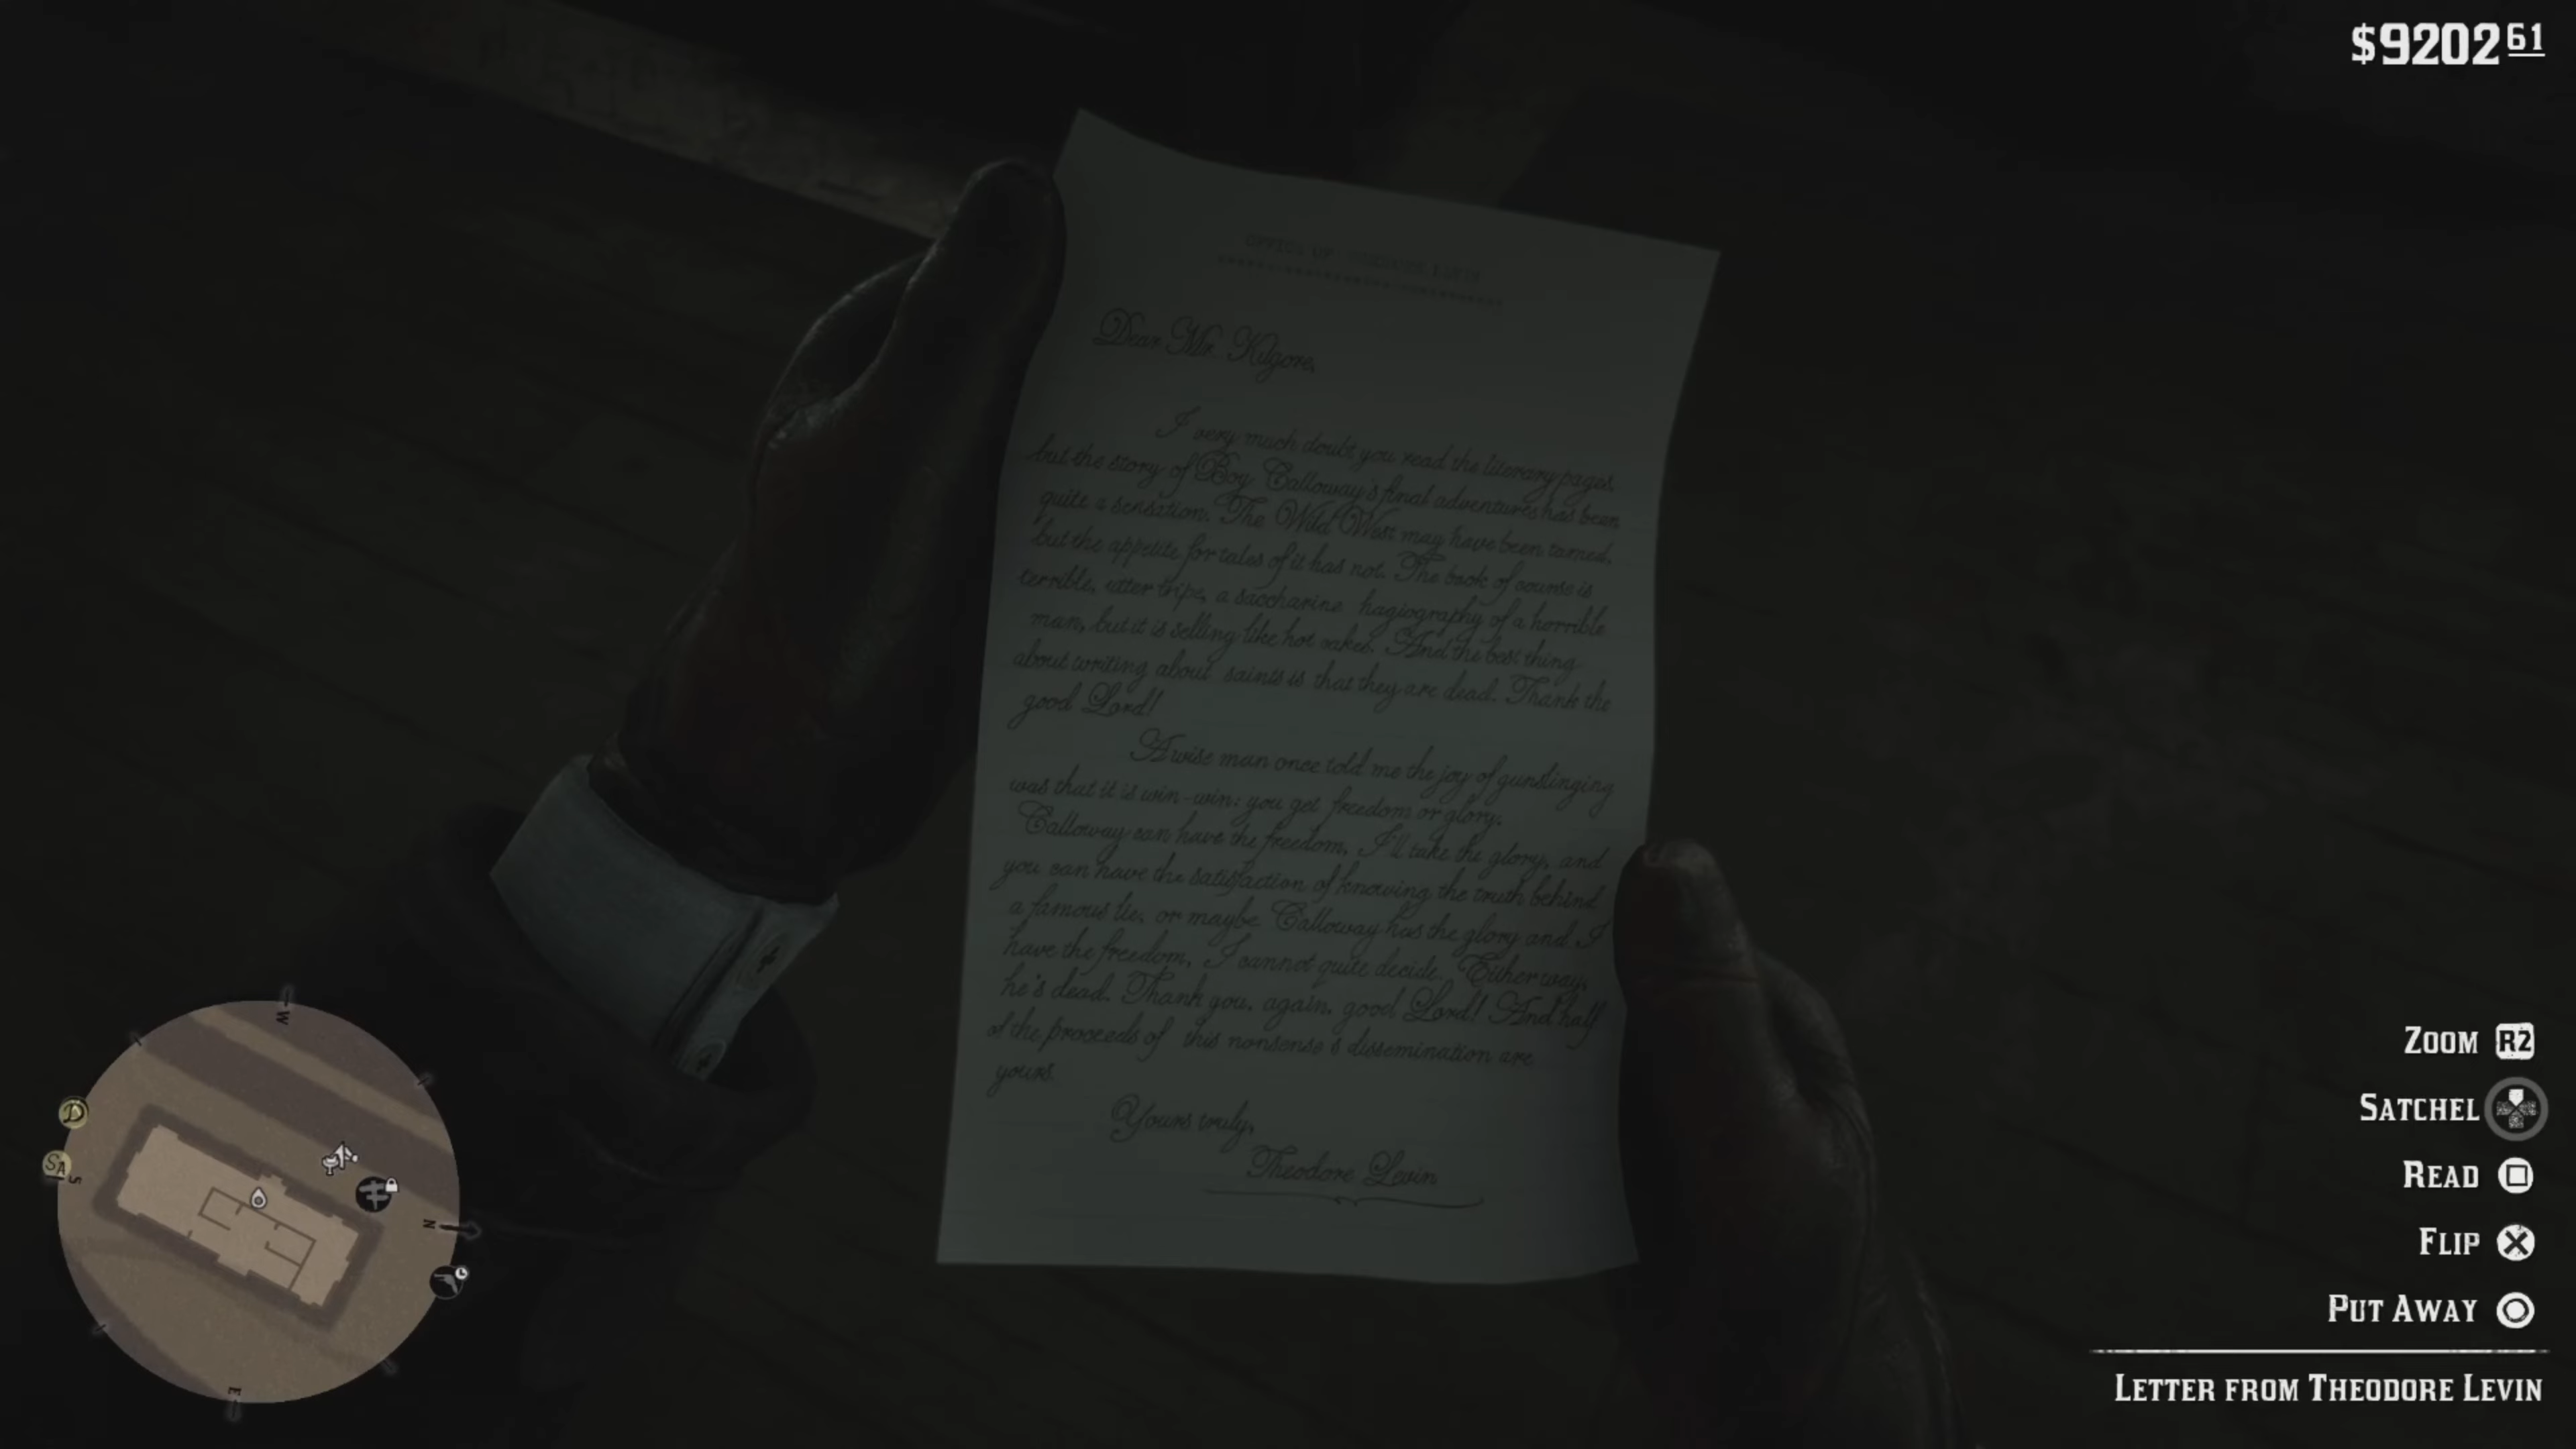 $9202 61
OFFICE OF THEODORE LEVIN
Dear Mr. Kilgore,
I very much doubt you read the literary pages,
but the story of Boy Calloway's final adventures has been
quite a sensation. The Wild West may have been tamed,
but the appetite for tales of it has not. The book of course is
terrible, utter tripe, a saccharine hagiography of a horrible
man, but it is selling like hot cakes. And the best thing
about writing about saints is that they are dead. Thank the
good Lord!
A wise man once told me the joy of gunslinging
was that it is win-win: you get freedom or glory.
Calloway can have the freedom, I'll take the glory, and
you can have the satisfaction of knowing the truth behind
a famous lie, or maybe Calloway has the glory and I
have the freedom, I cannot quite decide. Either way,
he's dead. Thank you, again, good Lord! And half
of the proceeds of this nonsense's dissemination are
yours.
Yours truly,
Theodore Levin
W
D
SA
S
N
E
ZOOM R2
SATCHEL
READ
FLIP
PUT AWAY
LETTER FROM THEODORE LEVIN